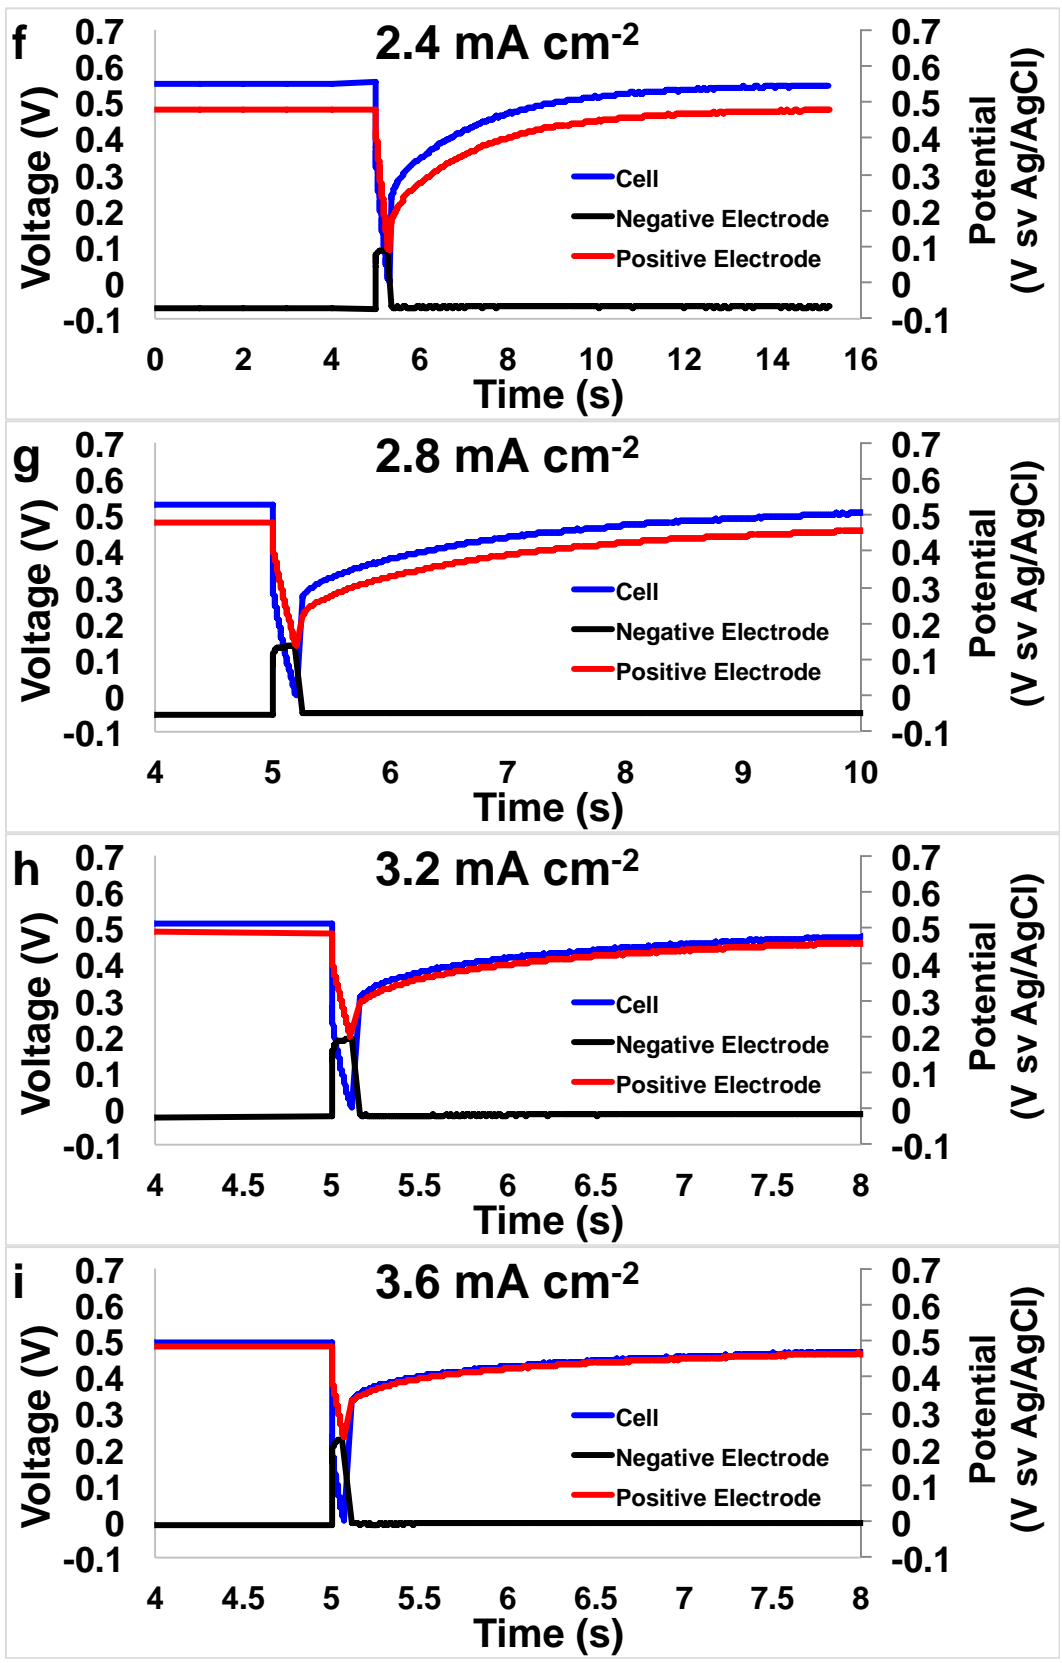 f
2.4 mA cm-2
0.7
0.6
0.5
0.4
0.3
0.2
0.1
0
-0.1
Voltage (V)
0 2 4 6 8 10 12 14 16
Time (s)
Cell
Negative Electrode
Positive Electrode
0.7
0.6
0.5
0.4
0.3
0.2
0.1
0
-0.1
Potential
(V sv Ag/AgCl)
g
2.8 mA cm-2
0.7
0.6
0.5
0.4
0.3
0.2
0.1
0
-0.1
Voltage (V)
4 5 6 7 8 9 10
Time (s)
Cell
Negative Electrode
Positive Electrode
0.7
0.6
0.5
0.4
0.3
0.2
0.1
0
-0.1
Potential
(V sv Ag/AgCl)
h
3.2 mA cm-2
0.7
0.6
0.5
0.4
0.3
0.2
0.1
0
-0.1
Voltage (V)
4 4.5 5 5.5 6 6.5 7 7.5 8
Time (s)
Cell
Negative Electrode
Positive Electrode
0.7
0.6
0.5
0.4
0.3
0.2
0.1
0
-0.1
Potential
(V sv Ag/AgCl)
i
3.6 mA cm-2
0.7
0.6
0.5
0.4
0.3
0.2
0.1
0
-0.1
Voltage (V)
4 4.5 5 5.5 6 6.5 7 7.5 8
Time (s)
Cell
Negative Electrode
Positive Electrode
0.7
0.6
0.5
0.4
0.3
0.2
0.1
0
-0.1
Potential
(V sv Ag/AgCl)